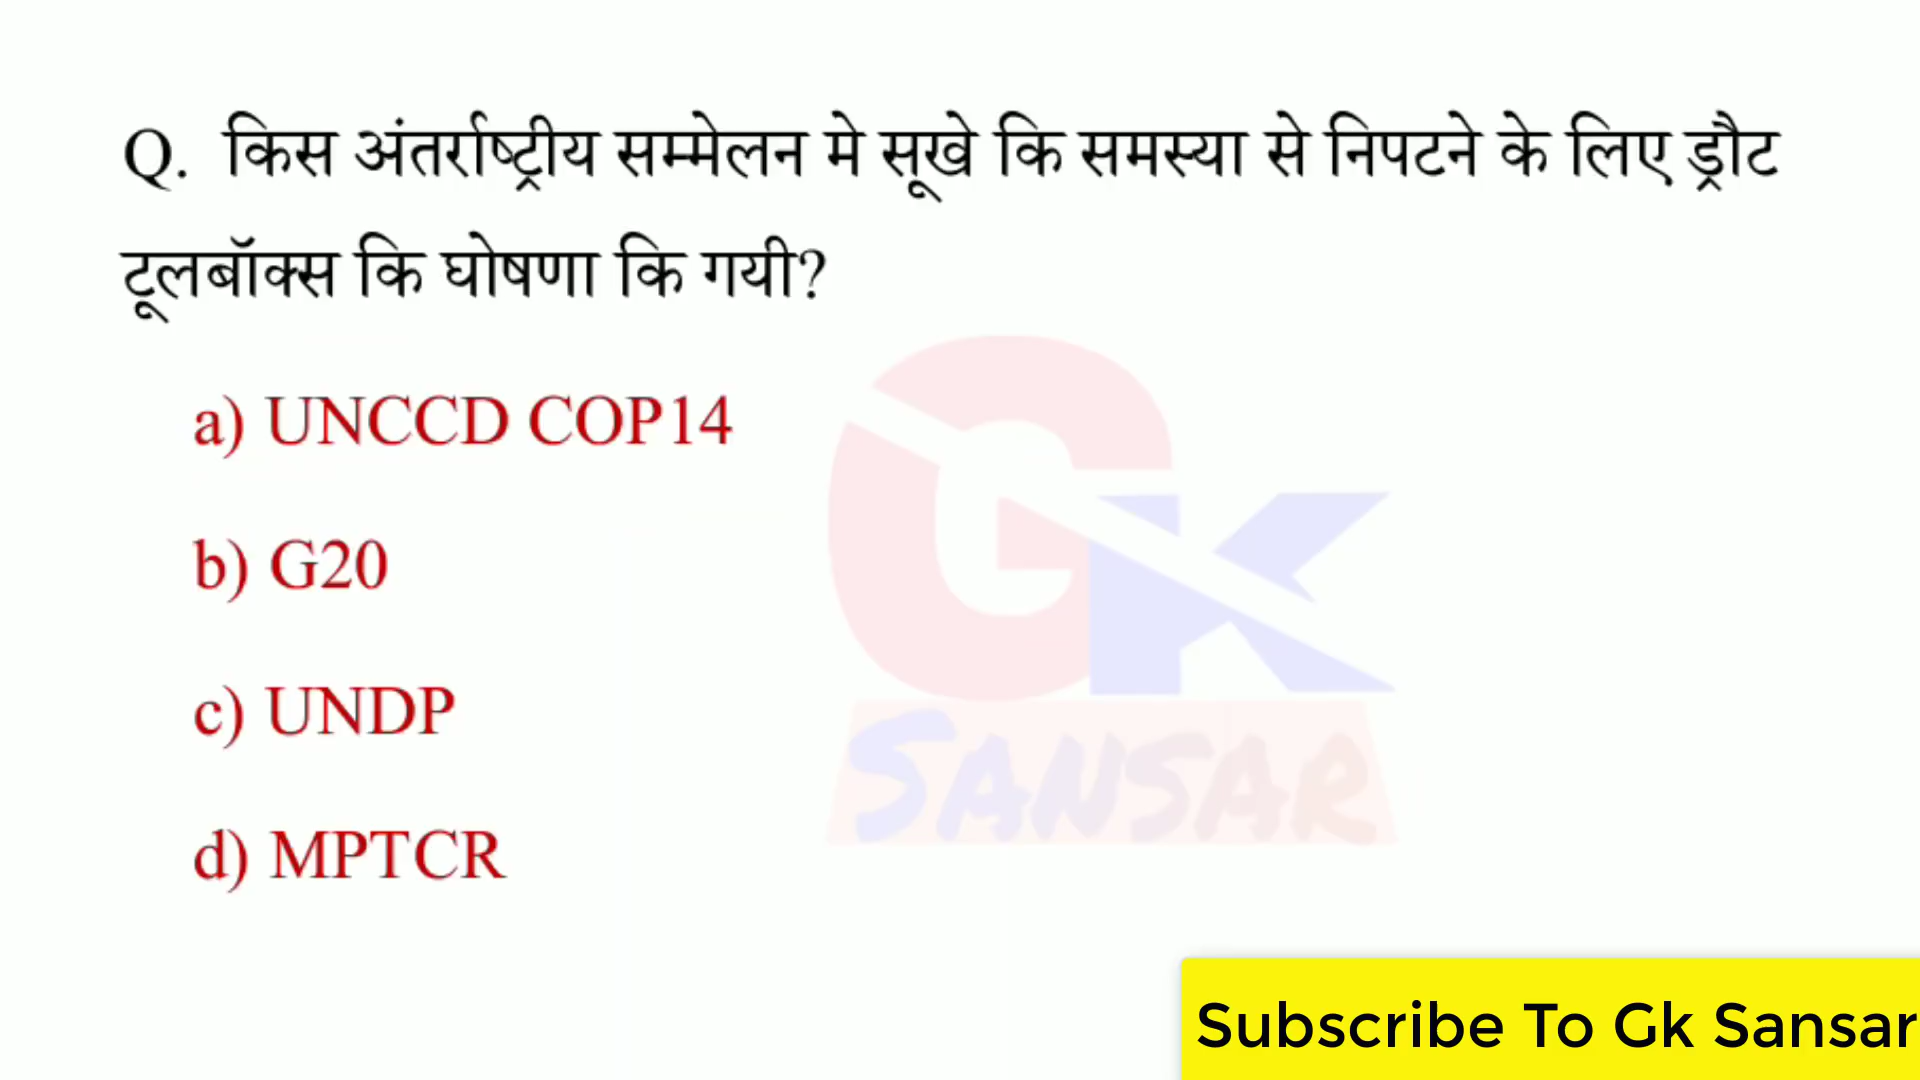 Q. किस अंतर्राष्ट्रीय सम्मेलन मे सूखे कि समस्या से निपटने के लिए ड्रौट
टूलबॉक्स कि घोषणा कि गयी?
a) UNCCD COP14
b) G20
c) UNDP
d) MPTCR
GK
SANSAR
Subscribe To Gk Sansar